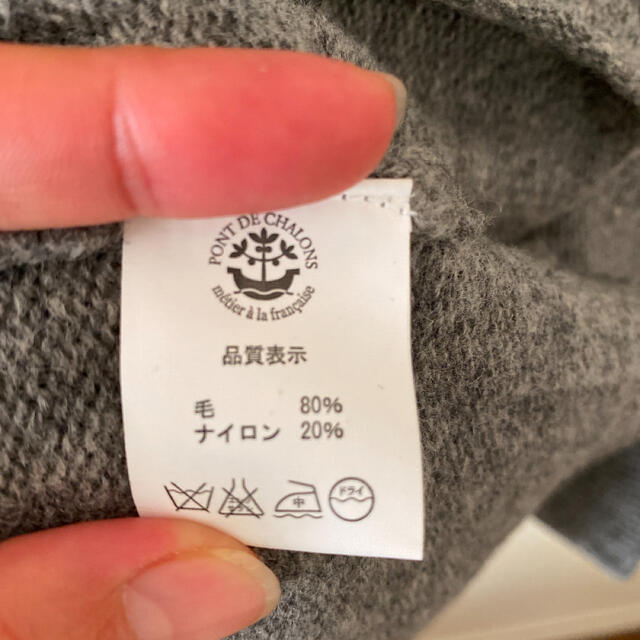 PONT DE CHALONS
métier à la française
品質表示
毛 80%
ナイロン 20%
中 ドライ